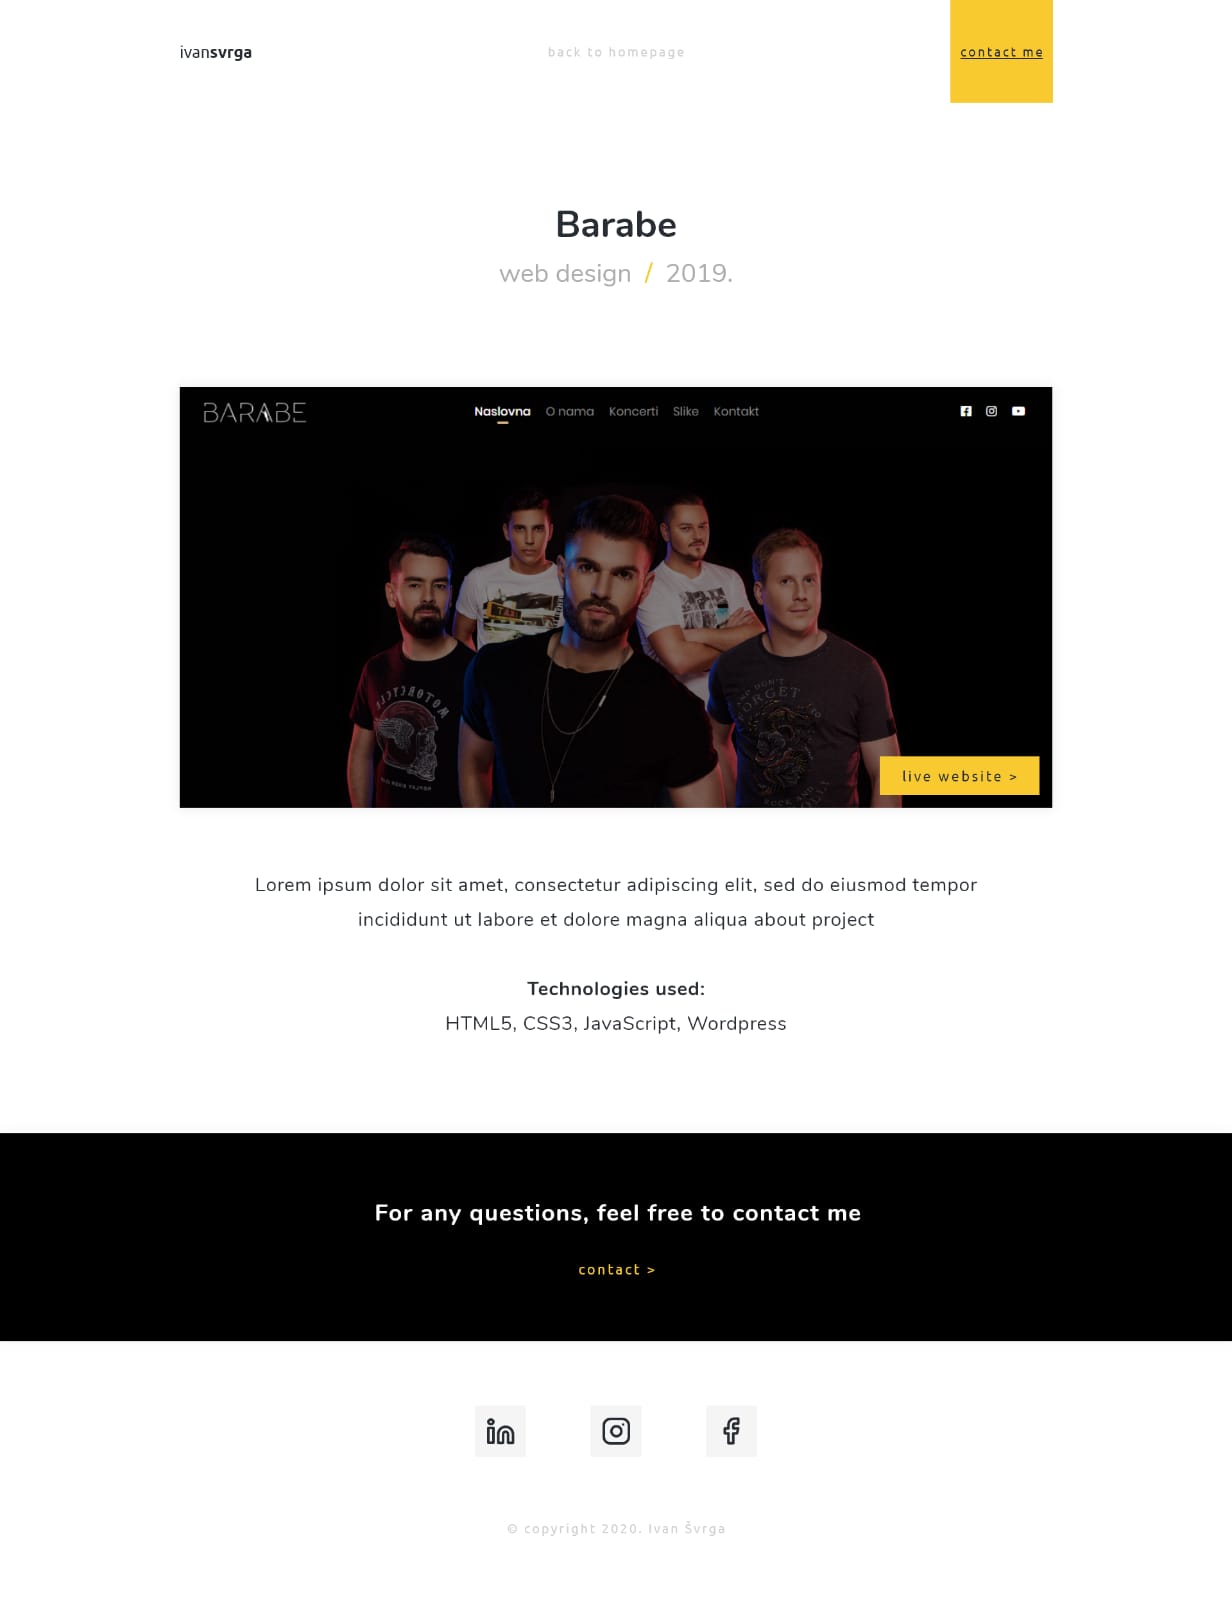 ivansvrga
back to homepage
contact me
Barabe
web design / 2019.
BARABE
Naslovna O nama Koncerti Slike Kontakt
TAXI
live website >
Lorem ipsum dolor sit amet, consectetur adipiscing elit, sed do eiusmod tempor
incididunt ut labore et dolore magna aliqua about project
Technologies used:
HTML5, CSS3, JavaScript, Wordpress
For any questions, feel free to contact me
contact >
© copyright 2020. Ivan Švrga